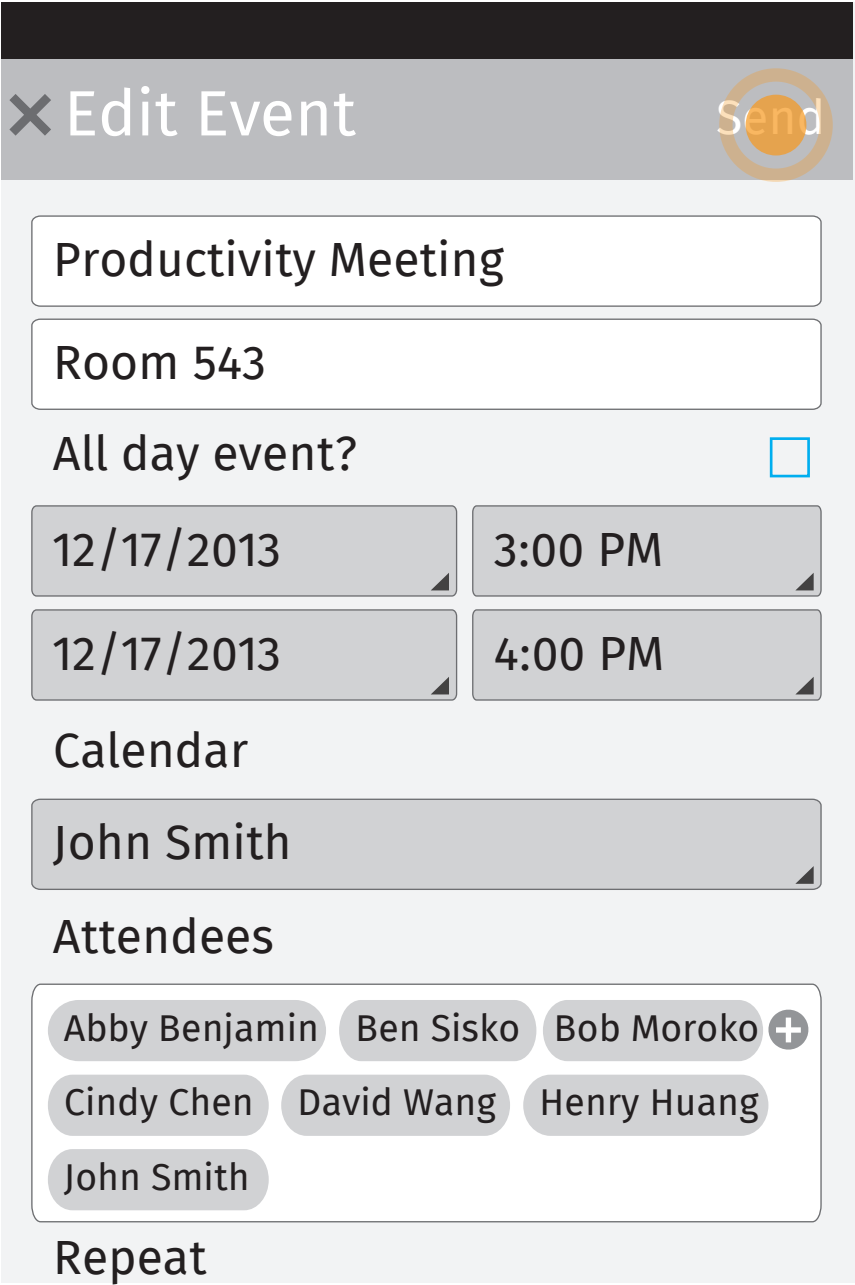 Edit Event Send
Productivity Meeting
Room 543
All day event?
12/17/2013 3:00 PM
12/17/2013 4:00 PM
Calendar
John Smith
Attendees
Abby Benjamin Ben Sisko Bob Moroko
Cindy Chen David Wang Henry Huang
John Smith
Repeat